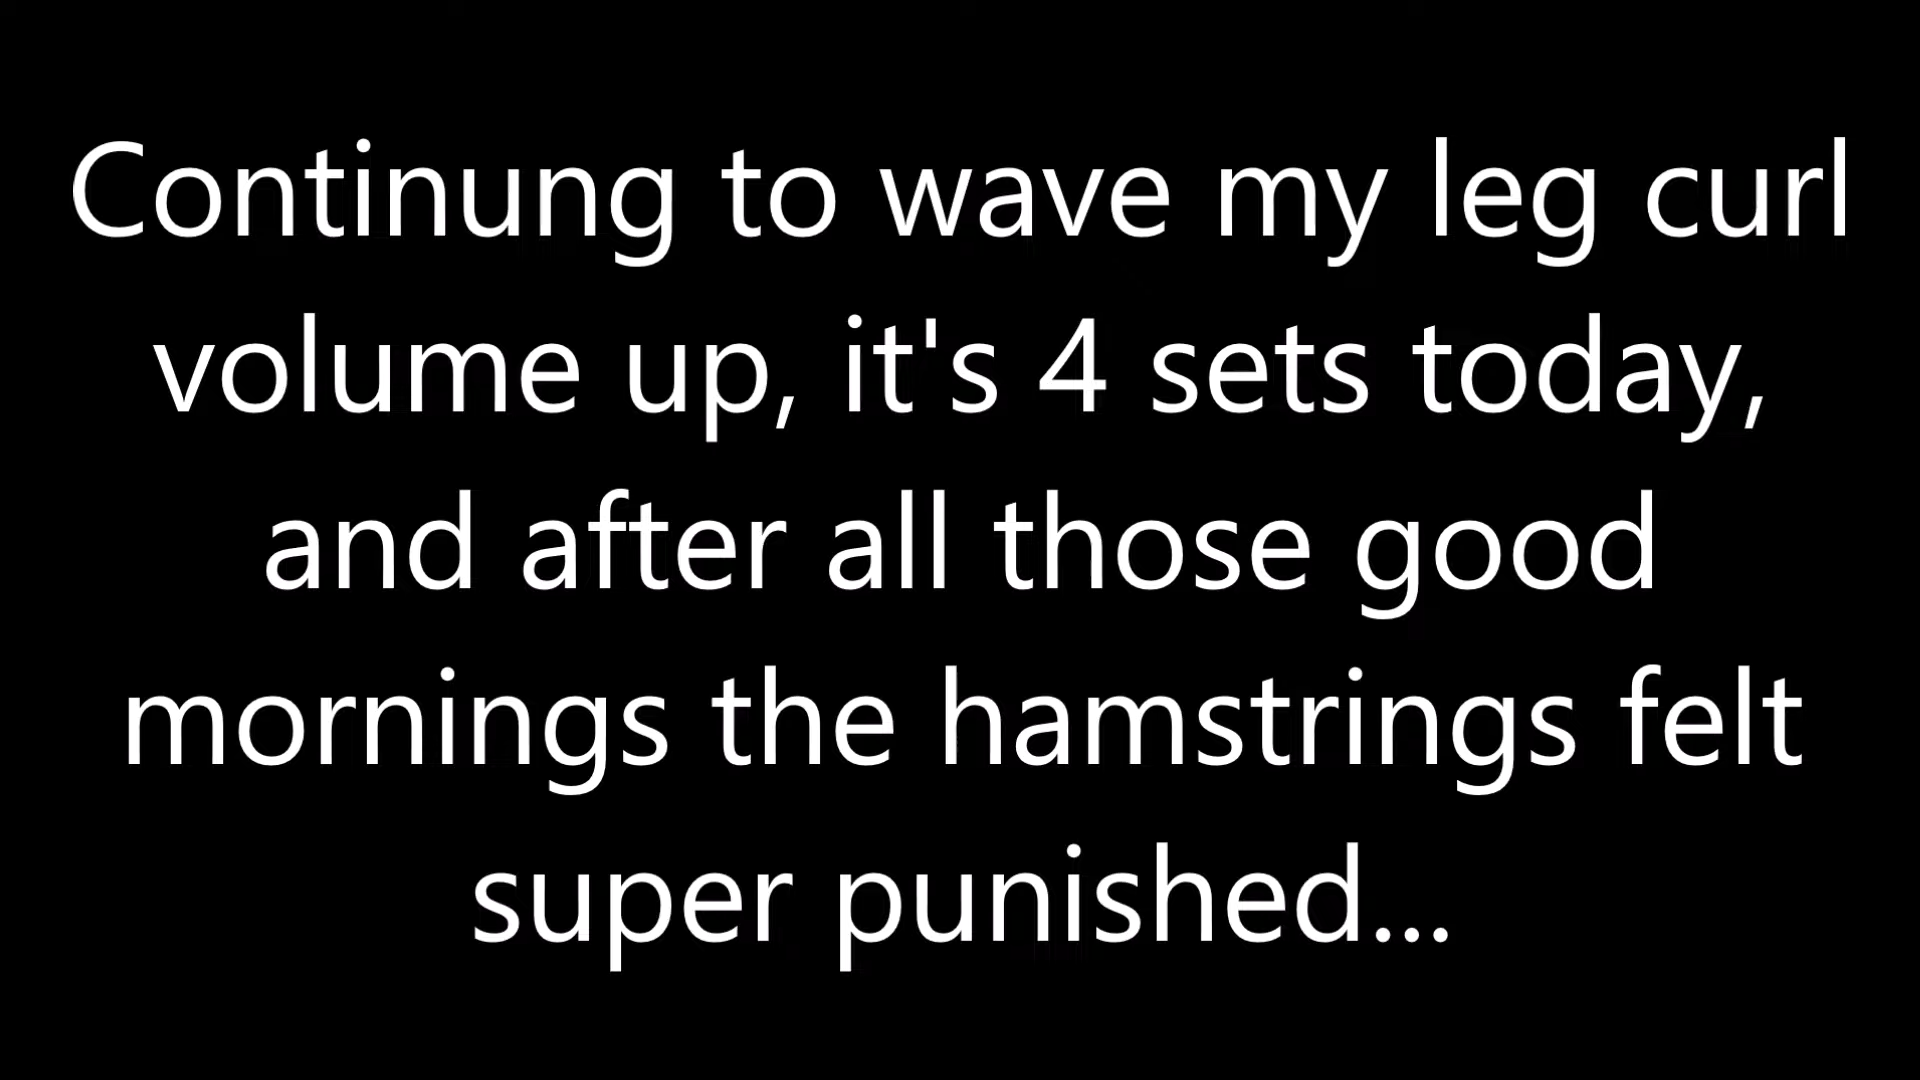 Continung to wave my leg curl
volume up, it's 4 sets today,
and after all those good
mornings the hamstrings felt
super punished...